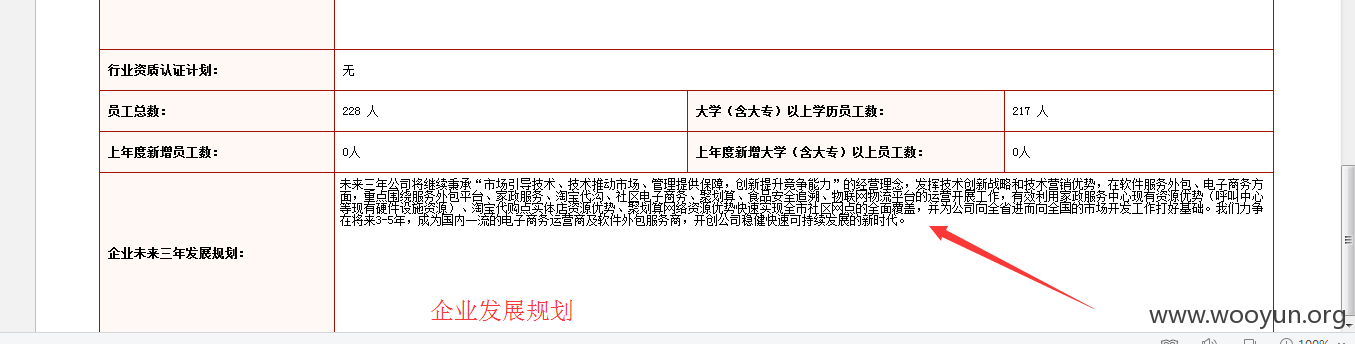 行业资质认证计划： 无
员工总数： 228 人 大学（含大专）以上学历员工数： 217 人
上年度新增员工数： 0人 上年度新增大学（含大专）以上员工数： 0人
未来三年公司将继续秉承“市场引导技术、技术推动市场、管理提供保障，创新提升竞争能力”的经营理念，发挥技术创新战略和技术营销优势，在软件服务外包、电子商务方
面，重点围绕服务外包平台、家政服务、淘宝代沟、社区电子商务、聚划算、食品安全追溯、物联网物流平台的运营开展工作，有效利用家政服务中心现有资源优势（呼叫中心
等现有硬件设施资源）、淘宝代购点实体店资源优势、聚划算网络资源优势快速实现全市社区网点的全面覆盖，并为公司向全省进而向全国的市场开发工作打好基础。我们力争
在将来3-5年，成为国内一流的电子商务运营商及软件外包服务商，开创公司稳健快速可持续发展的新时代。
企业未来三年发展规划：
企业发展规划
www.wooyun.org
100%